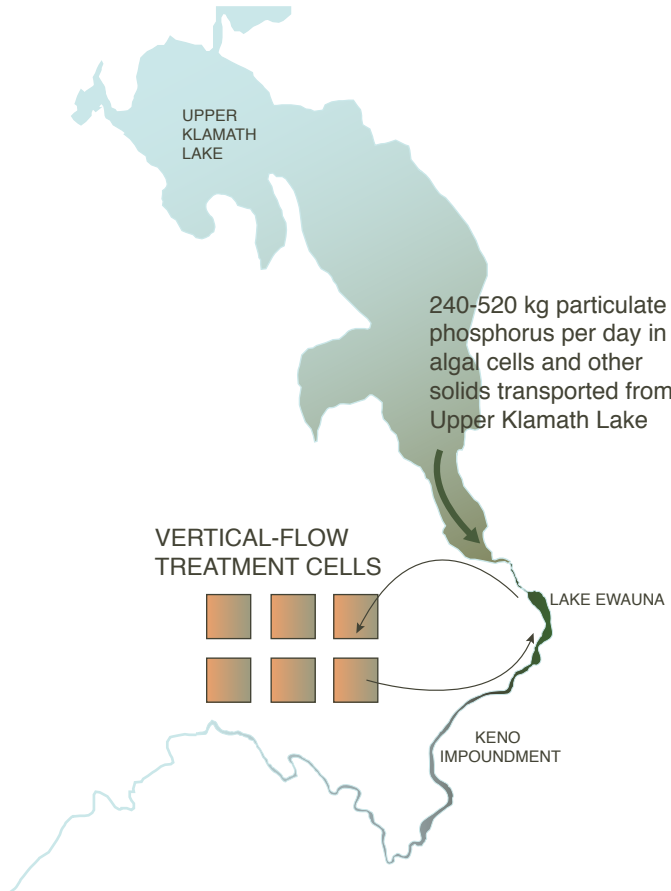 UPPER
KLAMATH
LAKE
240-520 kg particulate
phosphorus per day in
algal cells and other
solids transported from
Upper Klamath Lake
VERTICAL-FLOW
TREATMENT CELLS
LAKE EWAUNA
KENO
IMPOUNDMENT